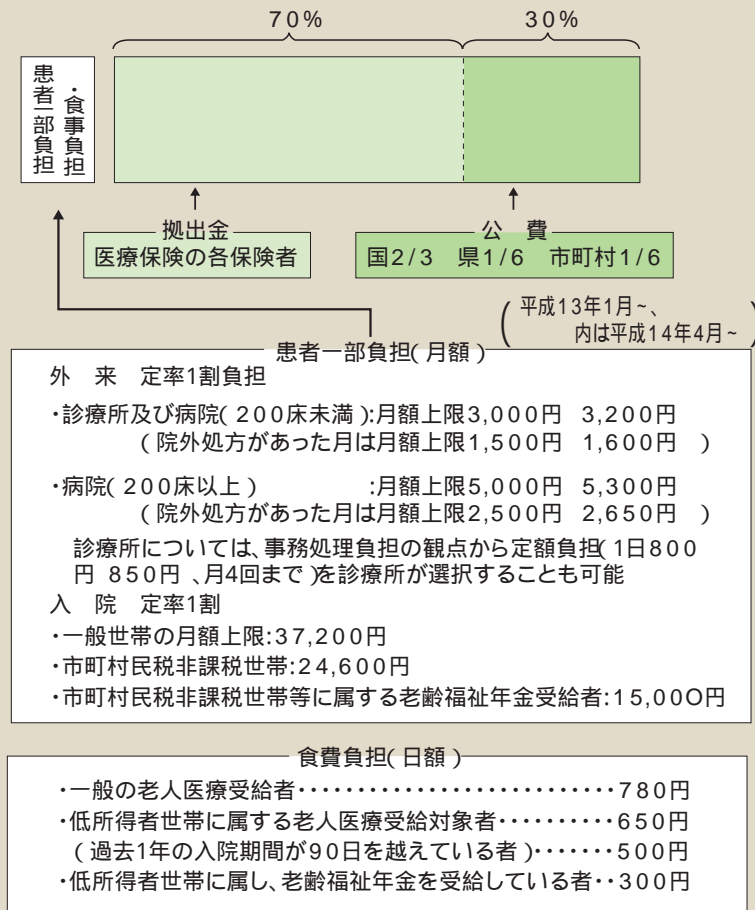 70%
30%
患者一部負担
・食事負担
拠出金
医療保険の各保険者
公 費
国2/3 県1/6 市町村1/6
( 平成13年1月~、
内は平成14年4月~ )
患者一部負担(月額)
外 来 定率1割負担
・診療所及び病院(200床未満):月額上限3,000円 3,200円
(院外処方があった月は月額上限1,500円 1,600円 )
・病院(200床以上) :月額上限5,000円 5,300円
(院外処方があった月は月額上限2,500円 2,650円 )
診療所については、事務処理負担の観点から定額負担(1日800
円 850円 、月4回まで)を診療所が選択することも可能
入 院 定率1割
・一般世帯の月額上限:37,200円
・市町村民税非課税世帯:24,600円
・市町村民税非課税世帯等に属する老齢福祉年金受給者:15,00O円
食費負担(日額)
・一般の老人医療受給者・・・・・・・・・・・・・・・・・・・・・・・・・・・780円
・低所得者世帯に属する老人医療受給対象者・・・・・・・・・・650円
(過去1年の入院期間が90日を越えている者)・・・・・・・500円
・低所得者世帯に属し、老齢福祉年金を受給している者・・300円